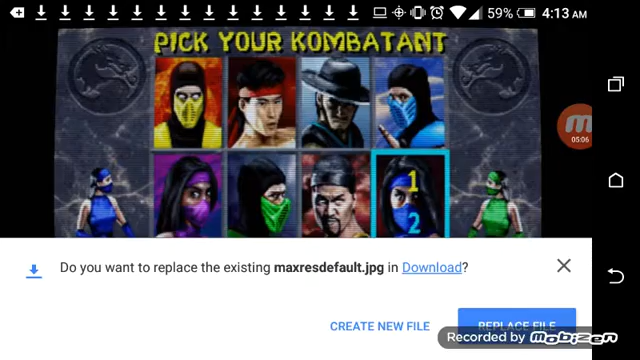 59% 4:13 AM
PICK YOUR KOMBATANT
05:06
1
2
Do you want to replace the existing maxresdefault.jpg in Download?
CREATE NEW FILE
REPLACE FILE
Recorded by Mobizen